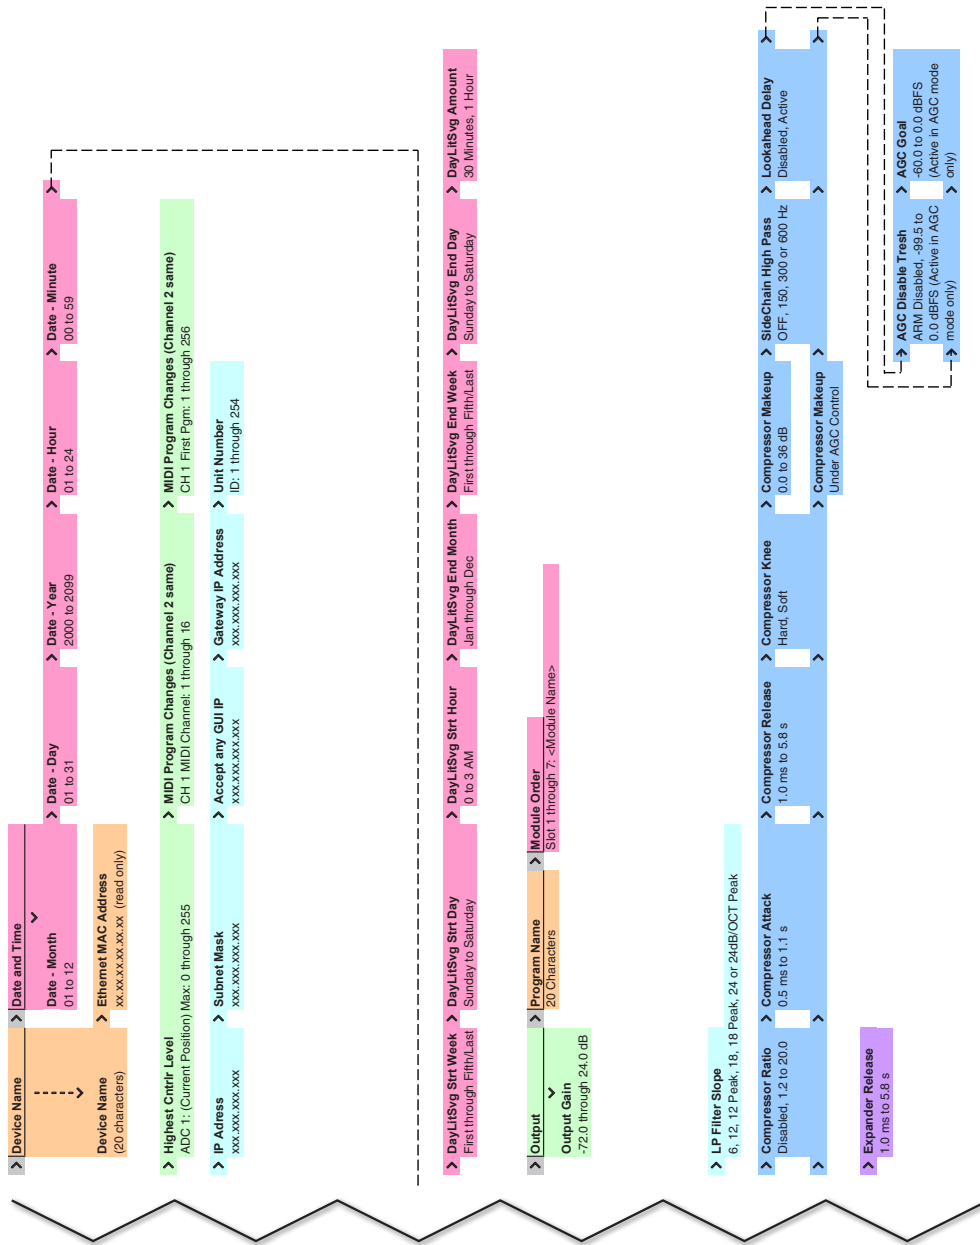 Device Name
Device Name
(20 characters)
Date and Time
Date - Month
01 to 12
Date - Day
01 to 31
Date - Year
2000 to 2099
Date - Hour
01 to 24
Date - Minute
00 to 59
Ethernet MAC Address
xx.xx.xx.xx.xx.xx (read only)
Highest Cntrlr Level
ADC 1: (Current Position) Max: 0 through 255
MIDI Program Changes (Channel 2 same)
CH 1 MIDI Channel: 1 through 16
MIDI Program Changes (Channel 2 same)
CH 1 First Pgm: 1 through 256
IP Adress
xxx.xxx.xxx.xxx
Subnet Mask
xxx.xxx.xxx.xxx
Accept any GUI IP
xxx.xxx.xxx.xxx
Gateway IP Address
xxx.xxx.xxx.xxx
Unit Number
ID: 1 through 254
DayLitSvg Strt Week
First through Fifth/Last
DayLitSvg Strt Day
Sunday to Saturday
DayLitSvg Strt Hour
0 to 3 AM
DayLitSvg End Month
Jan through Dec
DayLitSvg End Week
First through Fifth/Last
DayLitSvg End Day
Sunday to Saturday
DayLitSvg Amount
30 Minutes, 1 Hour
Output
Output Gain
-72.0 through 24.0 dB
Program Name
20 Characters
Module Order
Slot 1 through 7: <Module Name>
LP Filter Slope
6, 12, 12 Peak, 18, 18 Peak, 24 or 24dB/OCT Peak
Compressor Ratio
Disabled, 1.2 to 20.0
Compressor Attack
0.5 ms to 1.1 s
Compressor Release
1.0 ms to 5.8 s
Compressor Knee
Hard, Soft
Compressor Makeup
0.0 to 36 dB
SideChain High Pass
OFF, 150, 300 or 600 Hz
Lookahead Delay
Disabled, Active
Compressor Makeup
Under AGC Control
Expander Release
1.0 ms to 5.8 s
AGC Disable Tresh
ARM Disabled, -99.5 to
0.0 dBFS (Active in AGC
mode only)
AGC Goal
-60.0 to 0.0 dBFS
(Active in AGC mode
only)